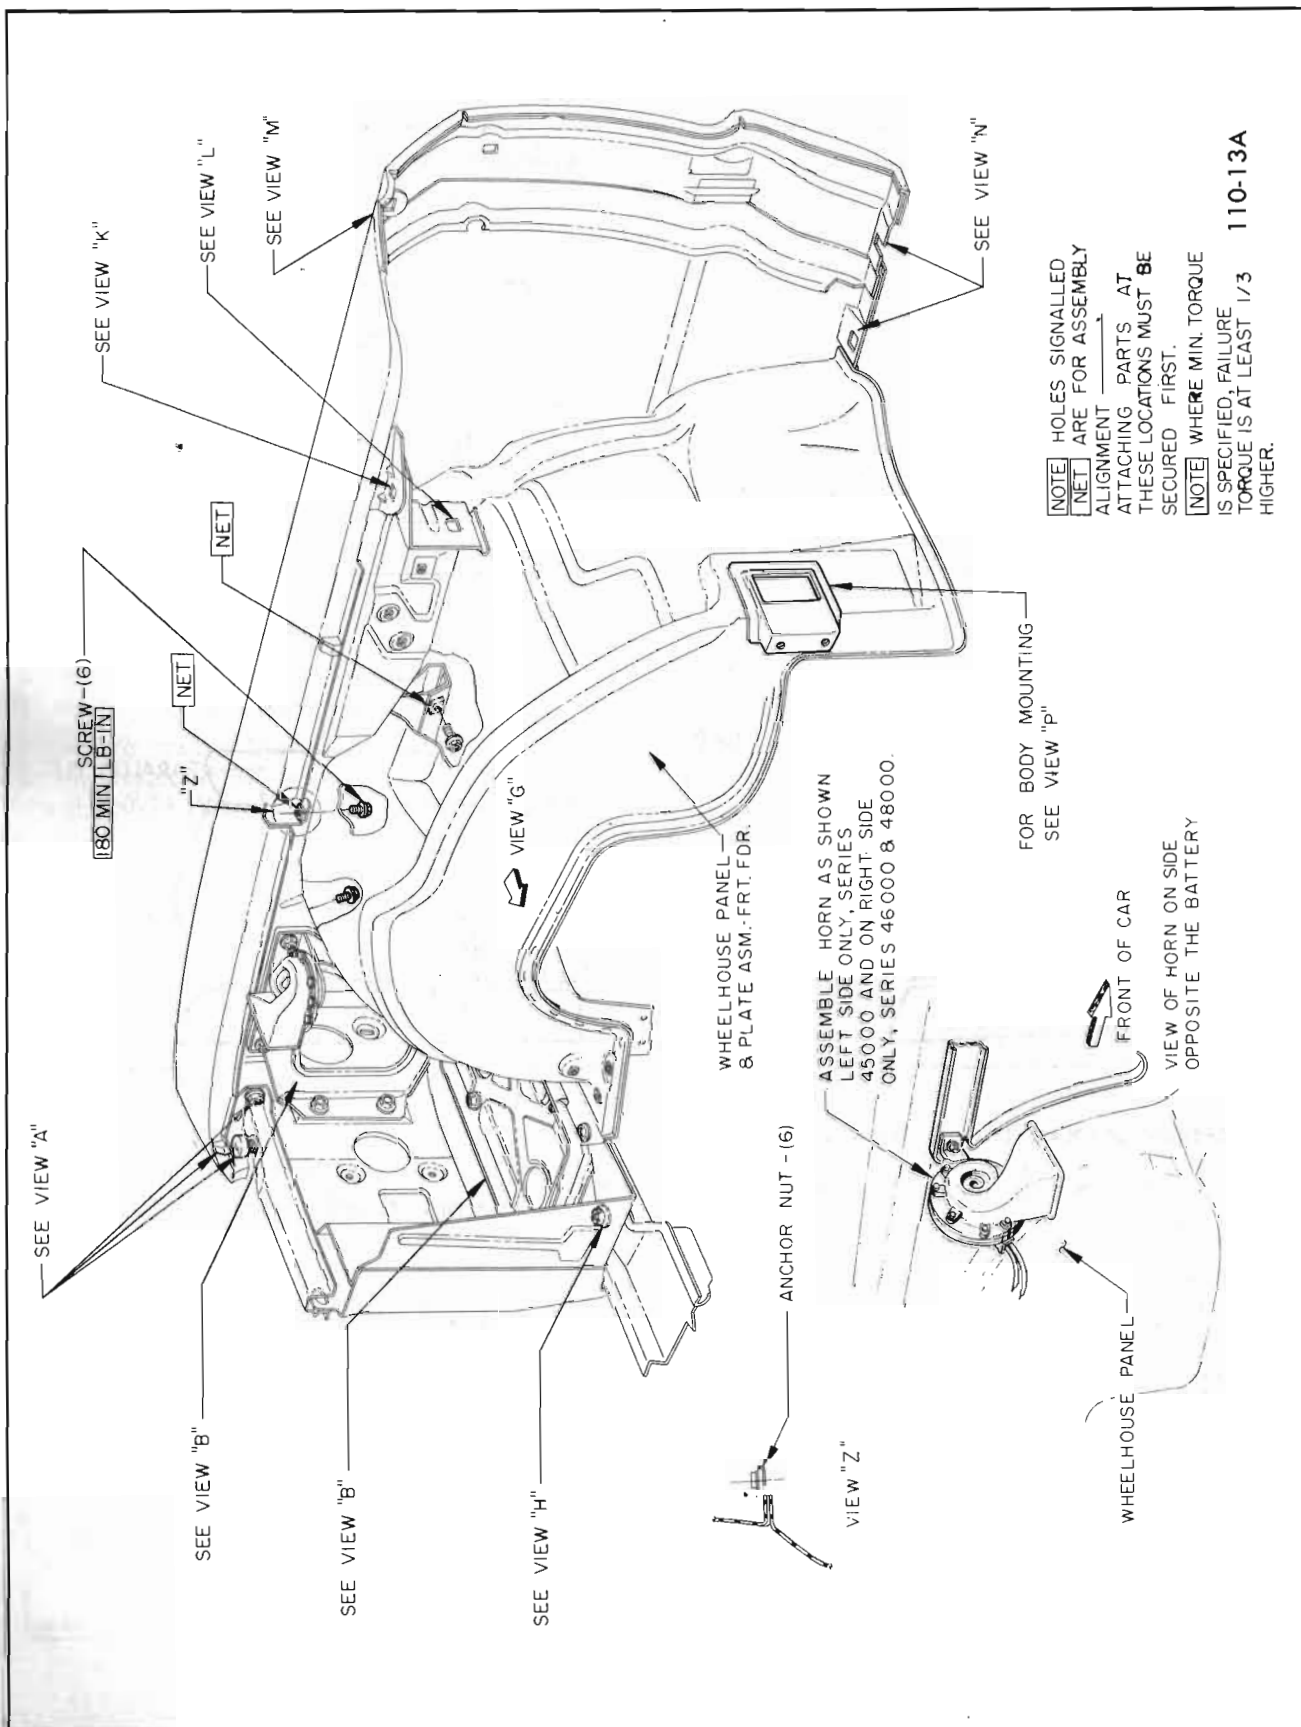 SEE VIEW "A"
SEE VIEW "B"
SEE VIEW "B"
SEE VIEW "H"
SCREW-(6)
180 MIN LB-IN
"Z"
NET
NET
SEE VIEW "K"
SEE VIEW "L"
SEE VIEW "M"
SEE VIEW "N"
VIEW "G"
WHEELHOUSE PANEL
& PLATE ASM.-FRT. FDR.
FOR BODY MOUNTING
SEE VIEW "P"
ASSEMBLE HORN AS SHOWN
LEFT SIDE ONLY, SERIES
45000 AND ON RIGHT SIDE
ONLY, SERIES 46000 & 48000.
ANCHOR NUT - (6)
VIEW "Z"
WHEELHOUSE PANEL
FRONT OF CAR
VIEW OF HORN ON SIDE
OPPOSITE THE BATTERY
NOTE HOLES SIGNALLED
NET ARE FOR ASSEMBLY
ALIGNMENT
ATTACHING PARTS AT
THESE LOCATIONS MUST BE
SECURED FIRST.
NOTE WHERE MIN. TORQUE
IS SPECIFIED, FAILURE
TORQUE IS AT LEAST 1/3
HIGHER.
110-13A